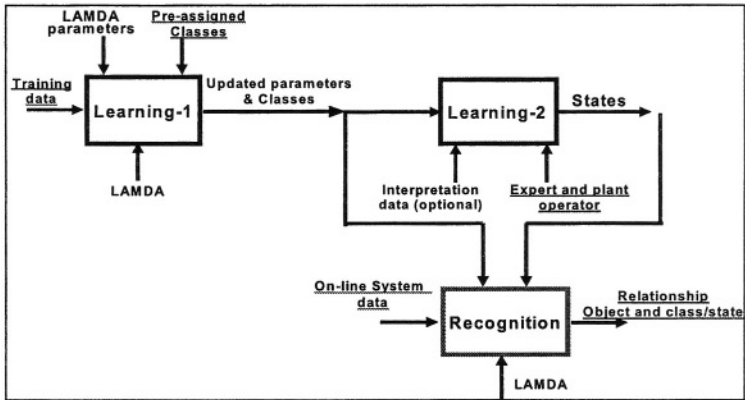 LAMDA
parameters
Pre-assigned
Classes
Training
data
Learning-1
Updated parameters
& Classes
Learning-2
States
LAMDA
Interpretation
data (optional)
Expert and plant
operator
On-line System
data
Recognition
Relationship
Object and class/state
LAMDA